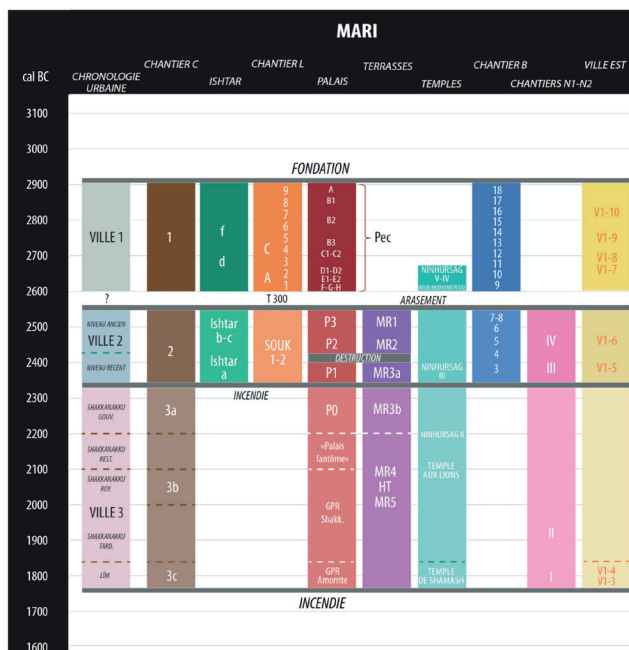 MARI
cal BC
CHRONOLOGIE
URBAINE
CHANTIER C
ISHTAR
CHANTIER L
PALAIS
TERRASSES
TEMPLES
CHANTIER B
CHANTIERS N1-N2
VILLE EST
3100
3000
FONDATION
2900
2800
2700
2600
VILLE 1
1
f
d
C
A
9
8
7
6
5
4
3
2
1
A
B1
B2
B3
C1-C2
D1-D2
E1-E2
F-G-H
Pec
NINHURSAG
V-IV
MUR MONUMENTAL
18
17
16
15
14
13
12
11
10
9
V1-10
V1-9
V1-8
V1-7
?
T 300
ARASEMENT
2500
2400
NIVEAU ANCIEN
VILLE 2
NIVEAU RECENT
2
Ishtar
b-c
Ishtar
a
SOUK
1-2
P3
P2
DESTRUCTION
P1
MR1
MR2
MR3a
NINHURSAG
III
7-8
6
5
4
3
IV
III
V1-6
V1-5
2300
INCENDIE
2200
2100
2000
1900
1800
SHAKKANAKKU
GOUV.
SHAKKANAKKU
REST.
SHAKKANAKKU
ROY.
VILLE 3
SHAKKANAKKU
TARD.
LÎM
3a
3b
3c
P0
«Palais
fantôme»
GPR
Shakk.
GPR
Amorrite
MR3b
MR4
HT
MR5
NINHURSAG II
TEMPLE
AUX LIONS
TEMPLE
DE SHAMASH
II
I
V1-4
V1-3
INCENDIE
1700
1600